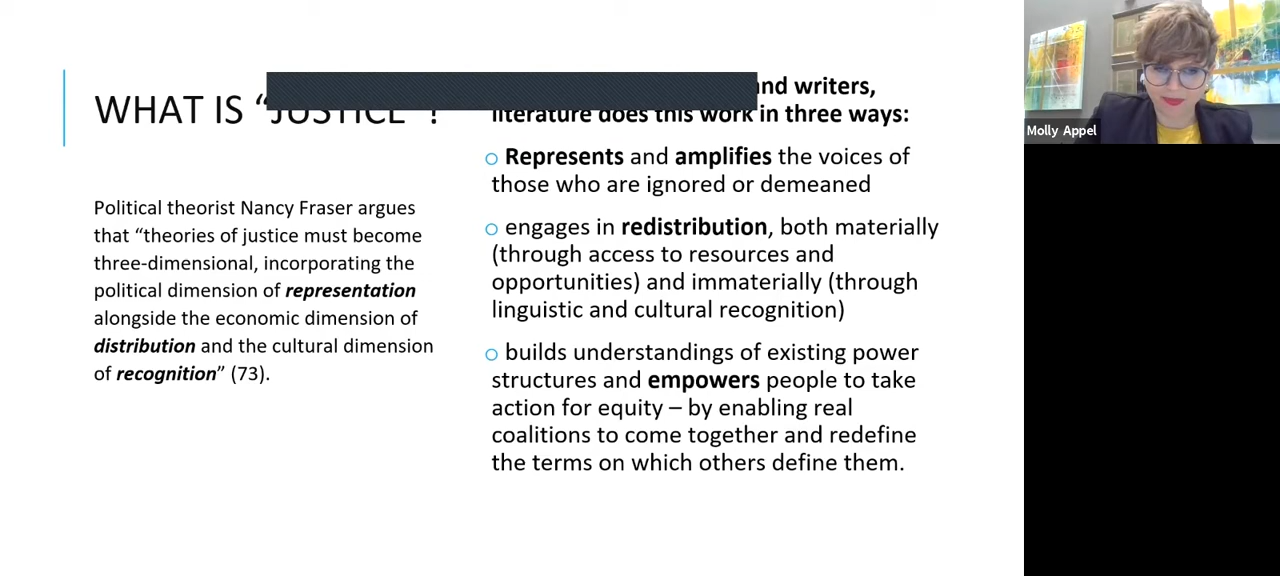 WHAT IS “JUSTICE”?
Political theorist Nancy Fraser argues
that “theories of justice must become
three-dimensional, incorporating the
political dimension of representation
alongside the economic dimension of
distribution and the cultural dimension
of recognition” (73).
and writers,
literature does this work in three ways:
Represents and amplifies the voices of
those who are ignored or demeaned
engages in redistribution, both materially
(through access to resources and
opportunities) and immaterially (through
linguistic and cultural recognition)
builds understandings of existing power
structures and empowers people to take
action for equity – by enabling real
coalitions to come together and redefine
the terms on which others define them.
Molly Appel